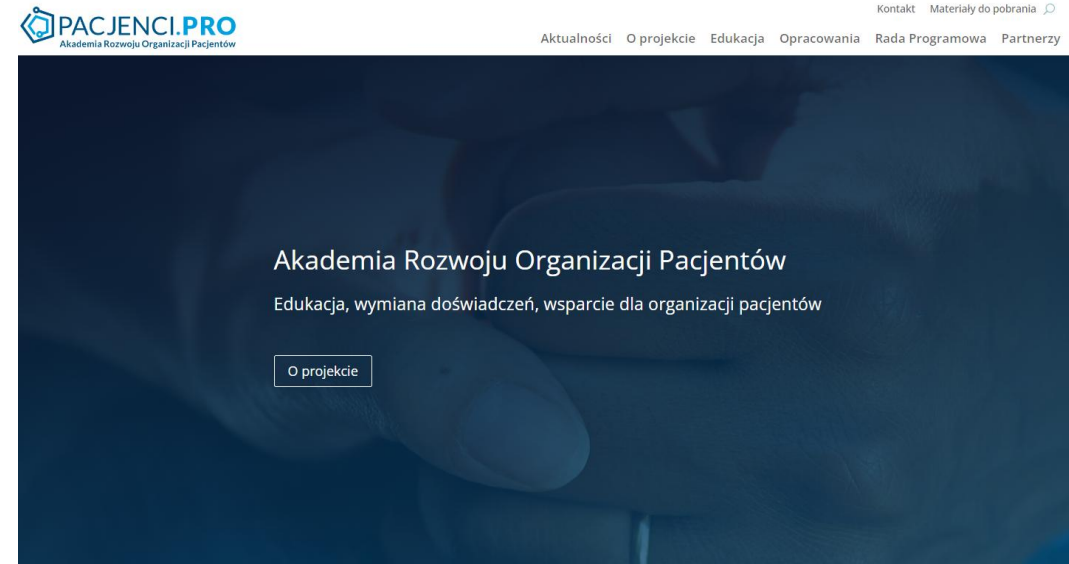 Kontakt Materiały do pobrania
PACJENCI.PRO
Akademia Rozwoju Organizacji Pacjentów
Aktualności O projekcie Edukacja Opracowania Rada Programowa Partnerzy
Akademia Rozwoju Organizacji Pacjentów
Edukacja, wymiana doświadczeń, wsparcie dla organizacji pacjentów
O projekcie